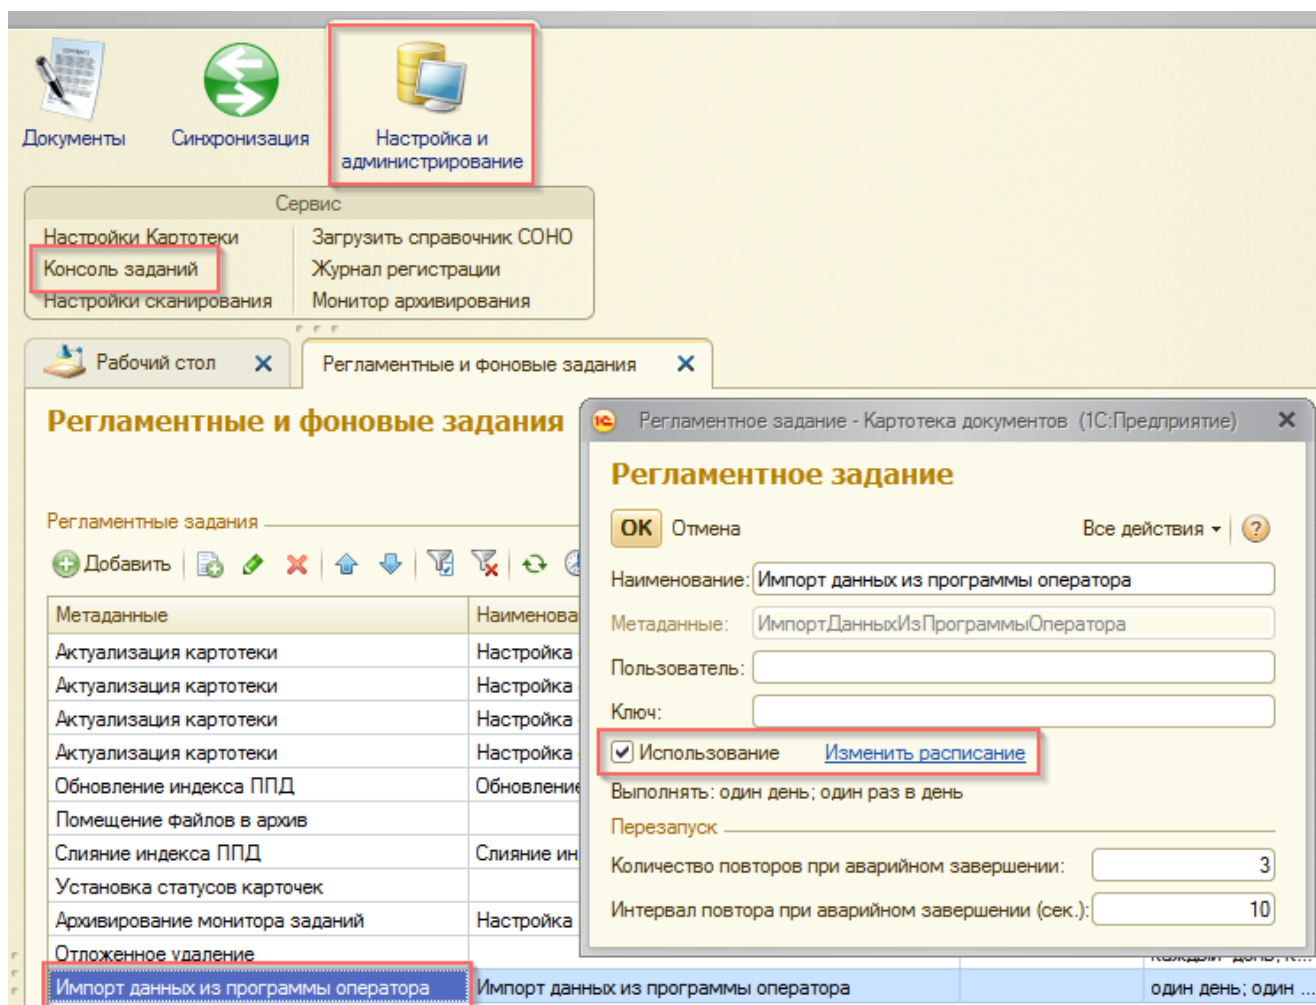 Документы
Синхронизация
Настройка и
администрирование
Сервис
Настройки Картотеки
Загрузить справочник СОНО
Консоль заданий
Журнал регистрации
Настройки сканирования
Монитор архивирования
Рабочий стол
Регламентные и фоновые задания
Регламентные и фоновые задания
Регламентные задания
Добавить
Метаданные
Наименова
Актуализация картотеки
Настройка
Актуализация картотеки
Настройка
Актуализация картотеки
Настройка
Актуализация картотеки
Настройка
Обновление индекса ППД
Обновление
Помещение файлов в архив
Слияние индекса ППД
Слияние ин
Установка статусов карточек
Архивирование монитора заданий
Настройка
Отложенное удаление
Импорт данных из программы оператора
Импорт данных из программы оператора
один день; один ...
Регламентное задание - Картотека документов (1С:Предприятие)
Регламентное задание
ОК Отмена
Все действия
?
Наименование: Импорт данных из программы оператора
Метаданные: ИмпортДанныхИзПрограммыОператора
Пользователь:
Ключ:
Использование Изменить расписание
Выполнять: один день; один раз в день
Перезапуск
Количество повторов при аварийном завершении: 3
Интервал повтора при аварийном завершении (сек.): 10